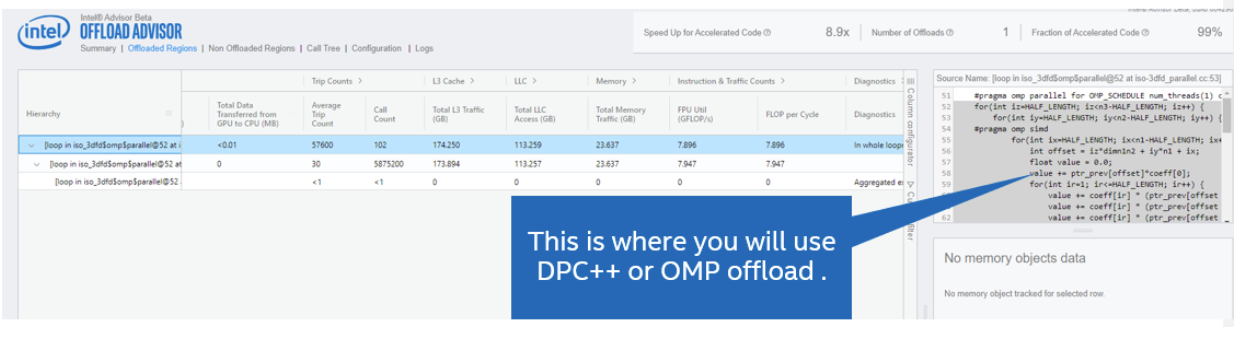 Intel® Advisor Beta
intel
OFFLOAD ADVISOR
Summary | Offloaded Regions | Non Offloaded Regions | Call Tree | Configuration | Logs
Speed Up for Accelerated Code 8.9x
Number of Offloads 1
Fraction of Accelerated Code 99%
Trip Counts > L3 Cache > LLC > Memory > Instruction & Traffic Counts > Diagnostics
Hierarchy
Total Data Transferred from GPU to CPU (MB)
Average Trip Count
Call Count
Total L3 Traffic (GB)
Total LLC Access (GB)
Total Memory Traffic (GB)
FPU Util (GFLOP/s)
FLOP per Cycle
Diagnostics
[loop in iso_3dfd$omp$parallel@52 at i <0.01 57600 102 174.250 113.259 23.637 7.896 7.896 In whole loop
[loop in iso_3dfd$omp$parallel@52 at 0 30 5875200 173.894 113.257 23.637 7.947 7.947
[loop in iso_3dfd$omp$parallel@52 <1 <1 0 0 0 0 0 Aggregated e
Column configurator
Source Name: [loop in iso_3dfd$omp$parallel@52 at iso-3dfd_parallel.cc:53]
51 #pragma omp parallel for OMP_SCHEDULE num_threads(1) c
52 for(int iz=HALF_LENGTH; iz<n3-HALF_LENGTH; iz++) {
53 for(int iy=HALF_LENGTH; iy<n2-HALF_LENGTH; iy++) {
54 #pragma omp simd
55 for(int ix=HALF_LENGTH; ix<n1-HALF_LENGTH; ix+
56 int offset = iz*dimn1n2 + iy*n1 + ix;
57 float value = 0.0;
58 value += ptr_prev[offset]*coeff[0];
59 for(int ir=1; ir<=HALF_LENGTH; ir++) {
value += coeff[ir] * (ptr_prev[offset
value += coeff[ir] * (ptr_prev[offset
62 value += coeff[ir] * (ptr_prev[offset
This is where you will use
DPC++ or OMP offload .
No memory objects data
No memory object tracked for selected row.